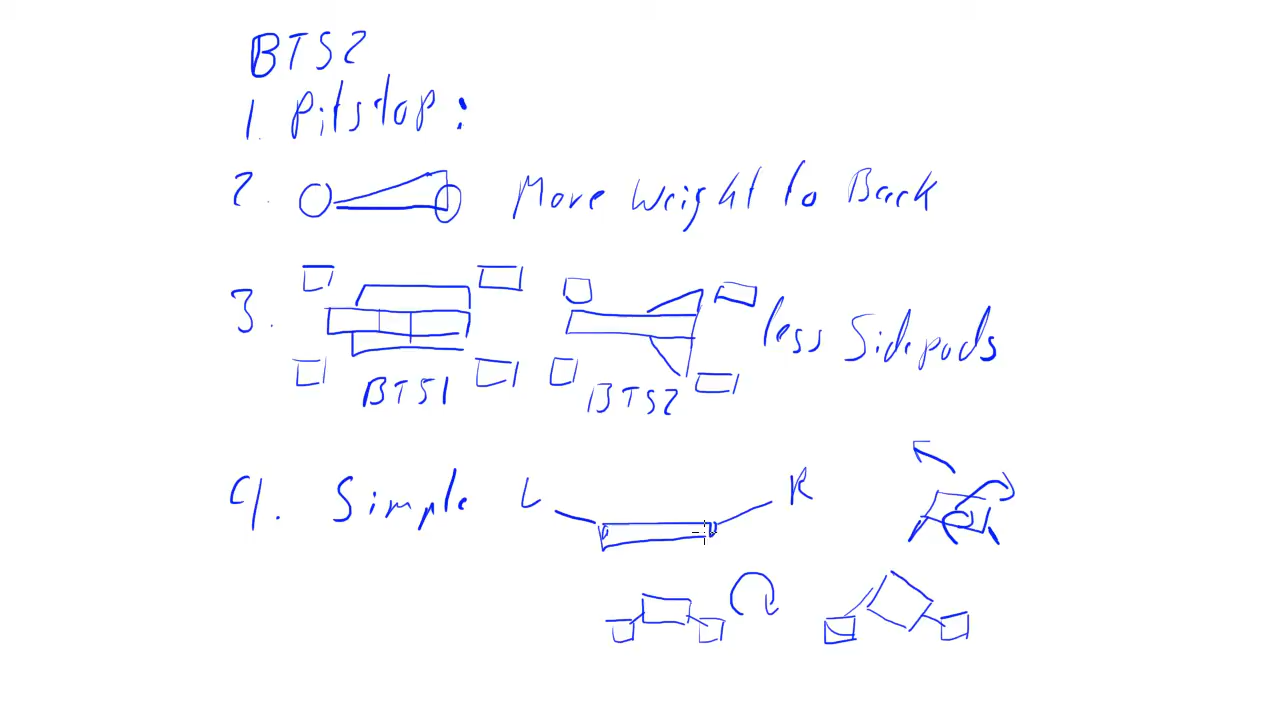 BTS2
1. Pitstop:
2. Move Weight to Back
3. less Sidepods
BTS1 BTS2
4. Simple L R